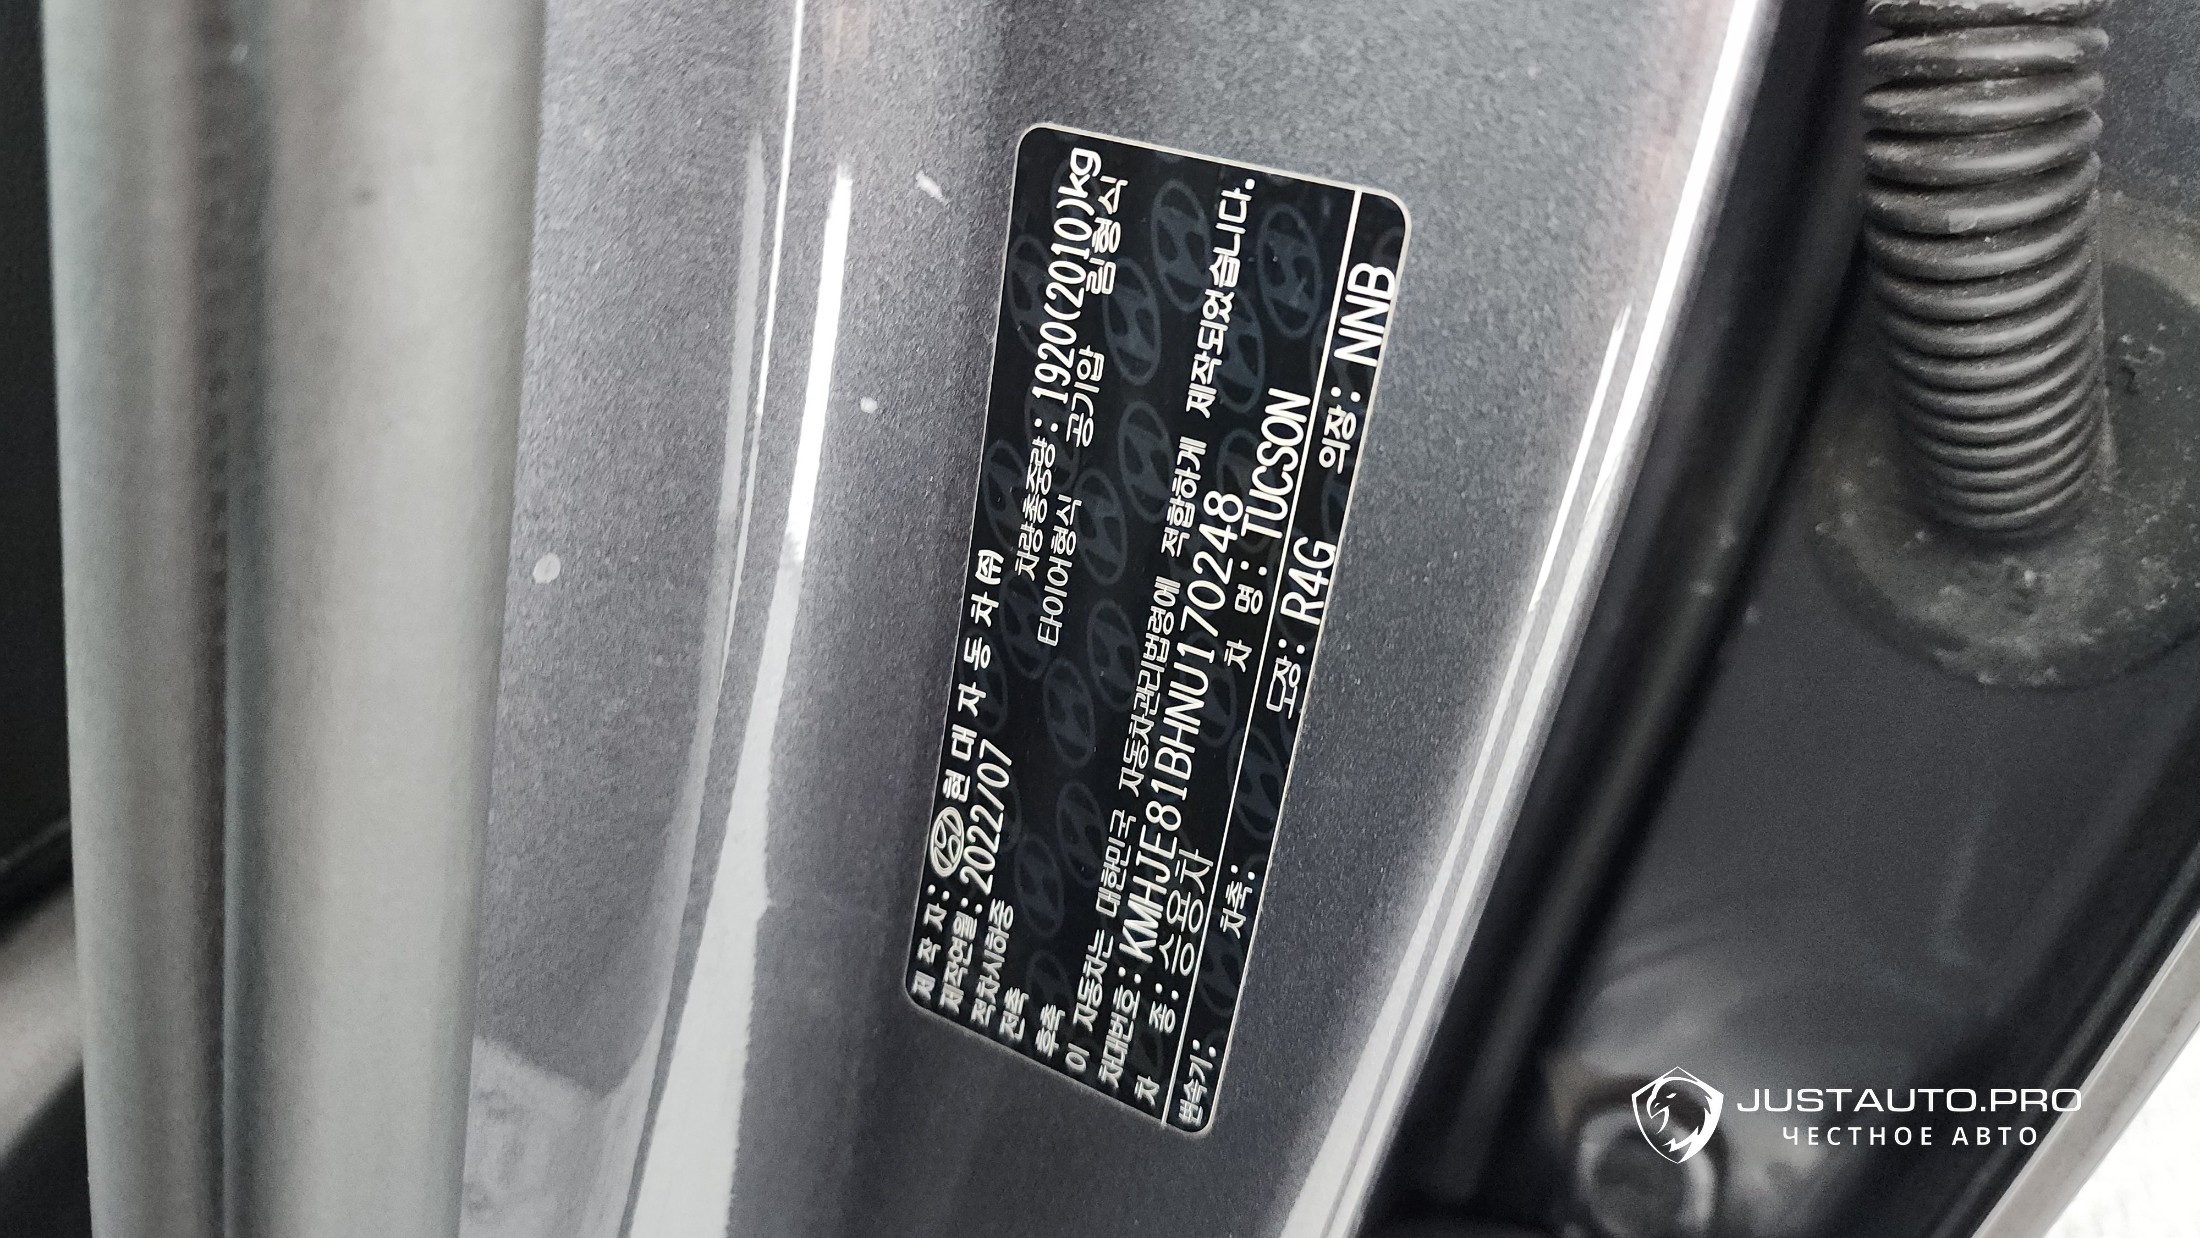 제 작 자 : 현 대 자 동 차 ㈜
제작연월 : 2022/07 차량총중량 : 1920(2010)kg
적차시하중 타이어형식 공기압 림형식
전축
후축
이 자동차는 대한민국 자동차관리법령에 적합하게 제작되었습니다.
차대번호 : KMHJE81BHNU170248
차 종 : 승용차 차 명 : TUCSON
변속기 : 차축 : 도장 : R4G 의장 : NNB
JUSTAUTO.PRO
ЧЕСТНОЕ АВТО